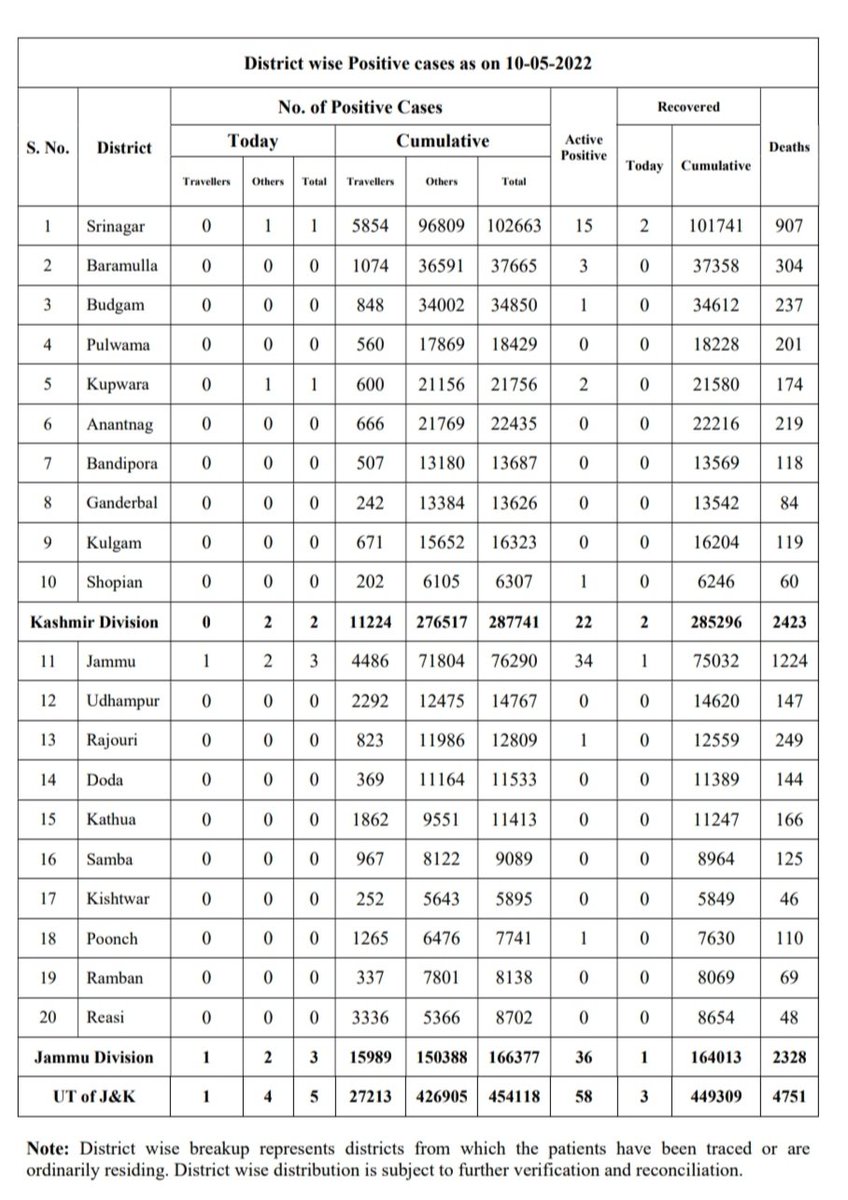 District wise Positive cases as on 10-05-2022
S. No. District No. of Positive Cases Active Positive Recovered Deaths
Today Cumulative Today Cumulative
Travellers Others Total Travellers Others Total
1 Srinagar 0 1 1 5854 96809 102663 15 2 101741 907
2 Baramulla 0 0 0 1074 36591 37665 3 0 37358 304
3 Budgam 0 0 0 848 34002 34850 1 0 34612 237
4 Pulwama 0 0 0 560 17869 18429 0 0 18228 201
5 Kupwara 0 1 1 600 21156 21756 2 0 21580 174
6 Anantnag 0 0 0 666 21769 22435 0 0 22216 219
7 Bandipora 0 0 0 507 13180 13687 0 0 13569 118
8 Ganderbal 0 0 0 242 13384 13626 0 0 13542 84
9 Kulgam 0 0 0 671 15652 16323 0 0 16204 119
10 Shopian 0 0 0 202 6105 6307 1 0 6246 60
Kashmir Division 0 2 2 11224 276517 287741 22 2 285296 2423
11 Jammu 1 2 3 4486 71804 76290 34 1 75032 1224
12 Udhampur 0 0 0 2292 12475 14767 0 0 14620 147
13 Rajouri 0 0 0 823 11986 12809 1 0 12559 249
14 Doda 0 0 0 369 11164 11533 0 0 11389 144
15 Kathua 0 0 0 1862 9551 11413 0 0 11247 166
16 Samba 0 0 0 967 8122 9089 0 0 8964 125
17 Kishtwar 0 0 0 252 5643 5895 0 0 5849 46
18 Poonch 0 0 0 1265 6476 7741 1 0 7630 110
19 Ramban 0 0 0 337 7801 8138 0 0 8069 69
20 Reasi 0 0 0 3336 5366 8702 0 0 8654 48
Jammu Division 1 2 3 15989 150388 166377 36 1 164013 2328
UT of J&K 1 4 5 27213 426905 454118 58 3 449309 4751
Note: District wise breakup represents districts from which the patients have been traced or are
ordinarily residing. District wise distribution is subject to further verification and reconciliation.